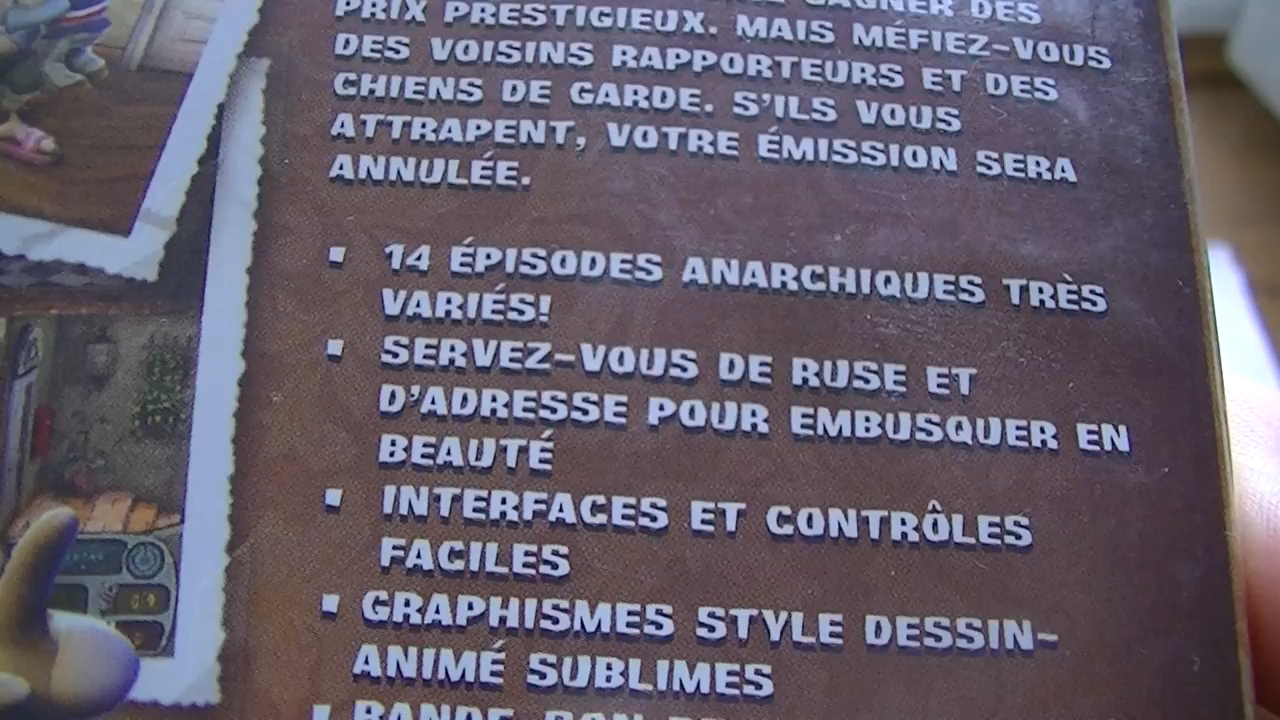 GAGNER DES
PRIX PRESTIGIEUX. MAIS MÉFIEZ-VOUS
DES VOISINS RAPPORTEURS ET DES
CHIENS DE GARDE. S'ILS VOUS
ATTRAPENT, VOTRE ÉMISSION SERA
ANNULÉE.
▪ 14 ÉPISODES ANARCHIQUES TRÈS
VARIÉS!
▪ SERVEZ-VOUS DE RUSE ET
D'ADRESSE POUR EMBUSQUER EN
BEAUTÉ
▪ INTERFACES ET CONTRÔLES
FACILES
▪ GRAPHISMES STYLE DESSIN-
ANIMÉ SUBLIMES